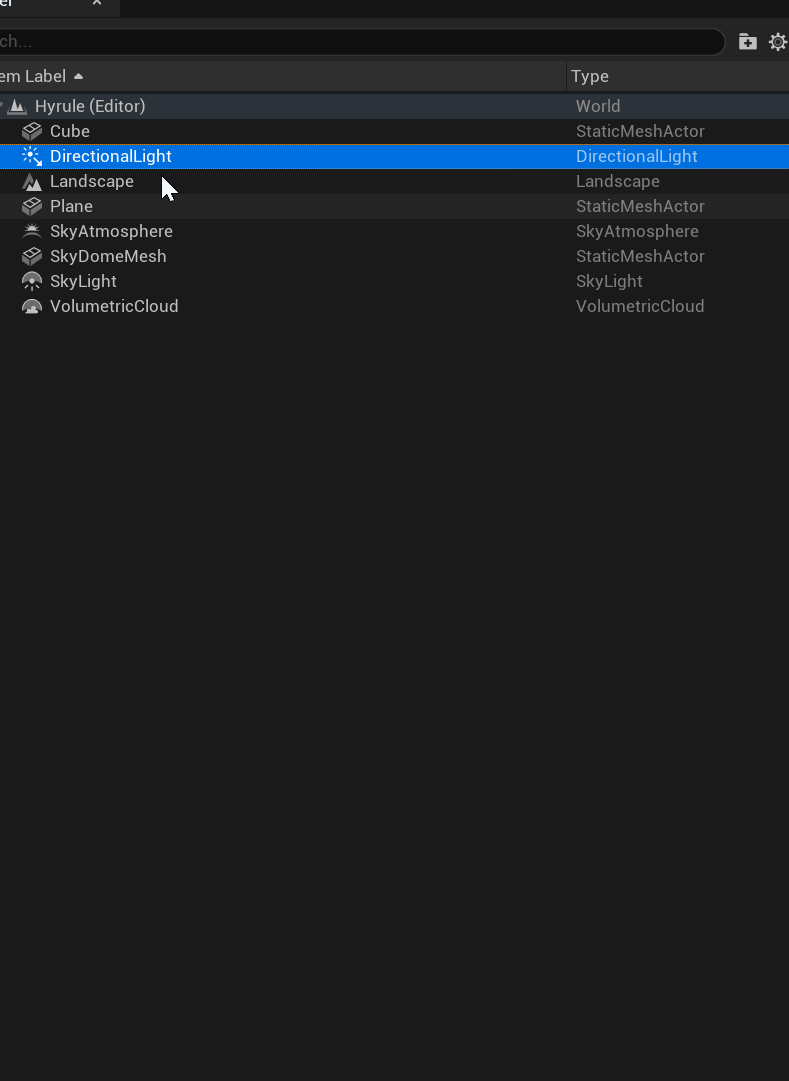 er
ch...
em Label Type
Hyrule (Editor) World
Cube StaticMeshActor
DirectionalLight DirectionalLight
Landscape Landscape
Plane StaticMeshActor
SkyAtmosphere SkyAtmosphere
SkyDomeMesh StaticMeshActor
SkyLight SkyLight
VolumetricCloud VolumetricCloud